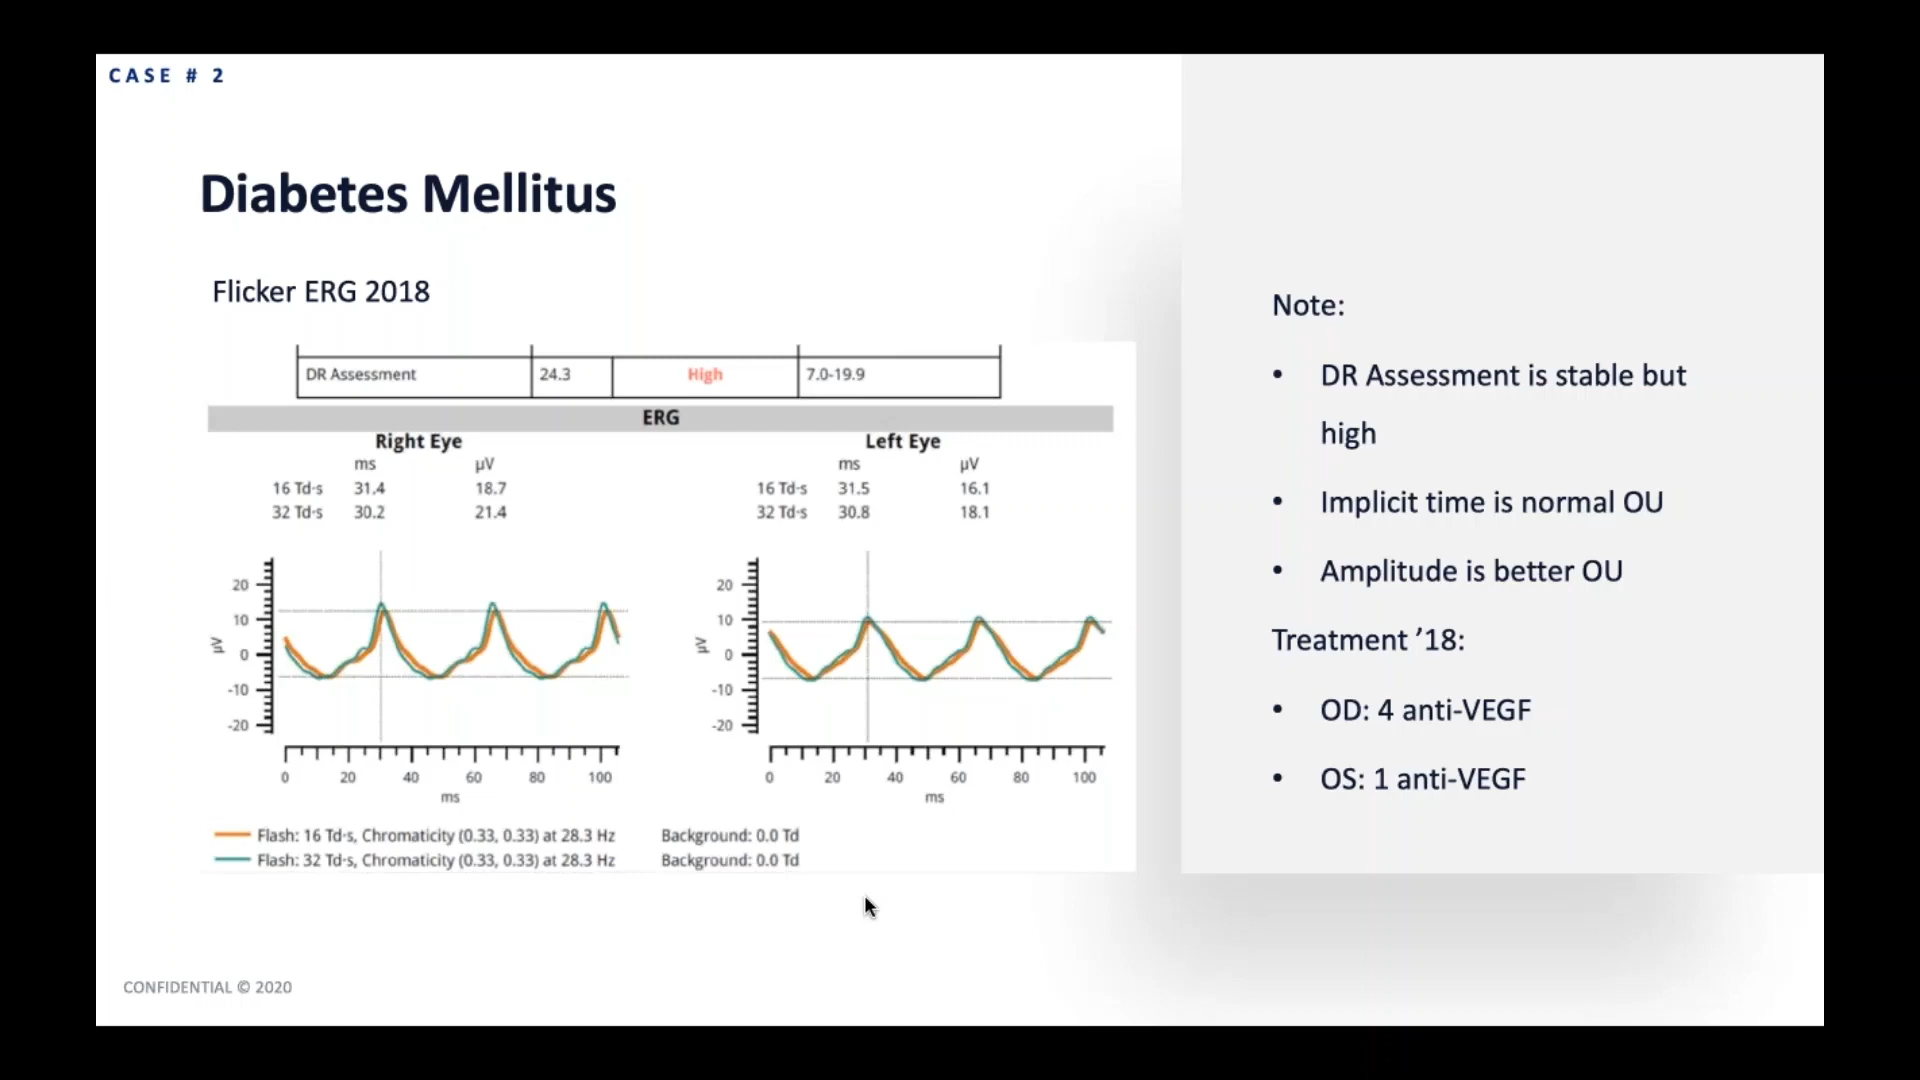 CASE # 2
Diabetes Mellitus
Flicker ERG 2018
DR Assessment 24.3 High 7.0-19.9
ERG
Right Eye
ms µV
16 Td·s 31.4 18.7
32 Td·s 30.2 21.4
20
10
0
-10
-20
µV
0 20 40 60 80 100
ms
Left Eye
ms µV
16 Td·s 31.5 16.1
32 Td·s 30.8 18.1
20
10
0
-10
-20
µV
0 20 40 60 80 100
ms
Flash: 16 Td·s, Chromaticity (0.33, 0.33) at 28.3 Hz Background: 0.0 Td
Flash: 32 Td·s, Chromaticity (0.33, 0.33) at 28.3 Hz Background: 0.0 Td
Note:
• DR Assessment is stable but
high
• Implicit time is normal OU
• Amplitude is better OU
Treatment ’18:
• OD: 4 anti-VEGF
• OS: 1 anti-VEGF
CONFIDENTIAL © 2020